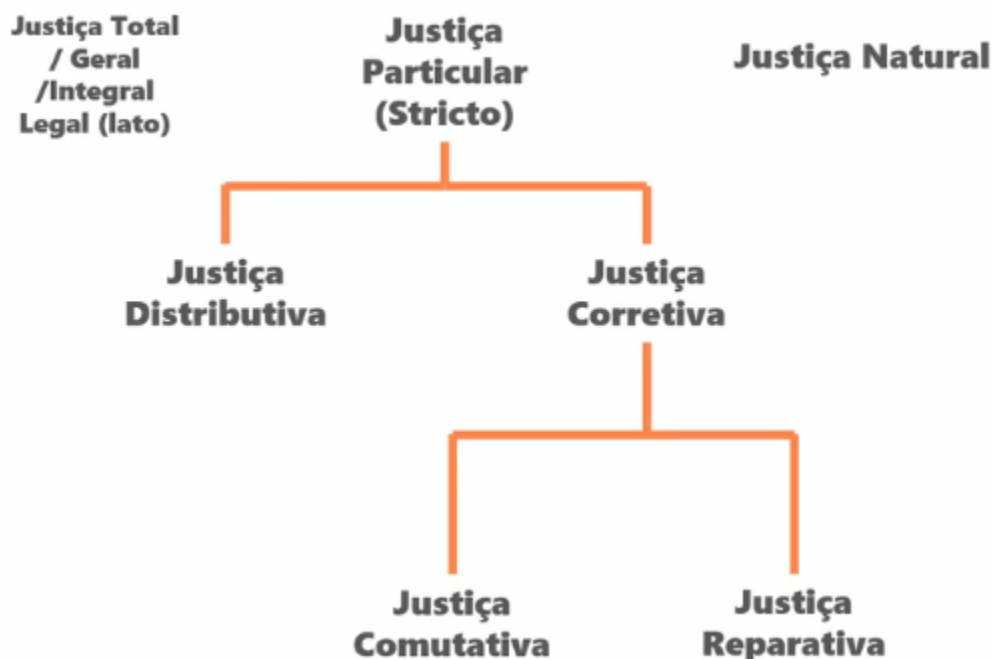 Justiça Total
/ Geral
/Integral
Legal (lato)
Justiça
Particular
(Stricto)
Justiça Natural
Justiça
Distributiva
Justiça
Corretiva
Justiça
Comutativa
Justiça
Reparativa